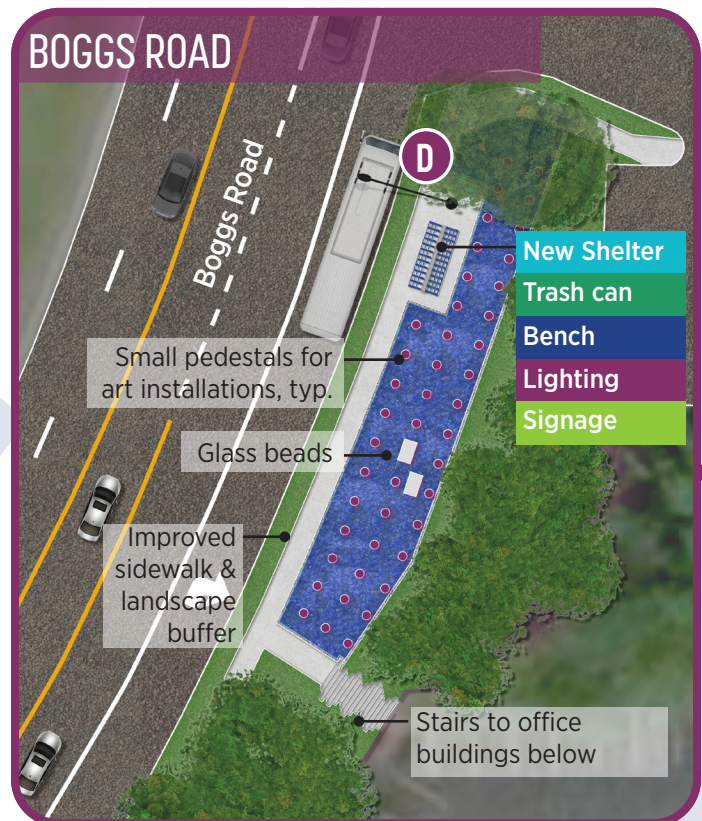 BOGGS ROAD
D
Boggs Road
New Shelter
Trash can
Bench
Lighting
Signage
Small pedestals for
art installations, typ.
Glass beads
Improved
sidewalk &
landscape
buffer
Stairs to office
buildings below